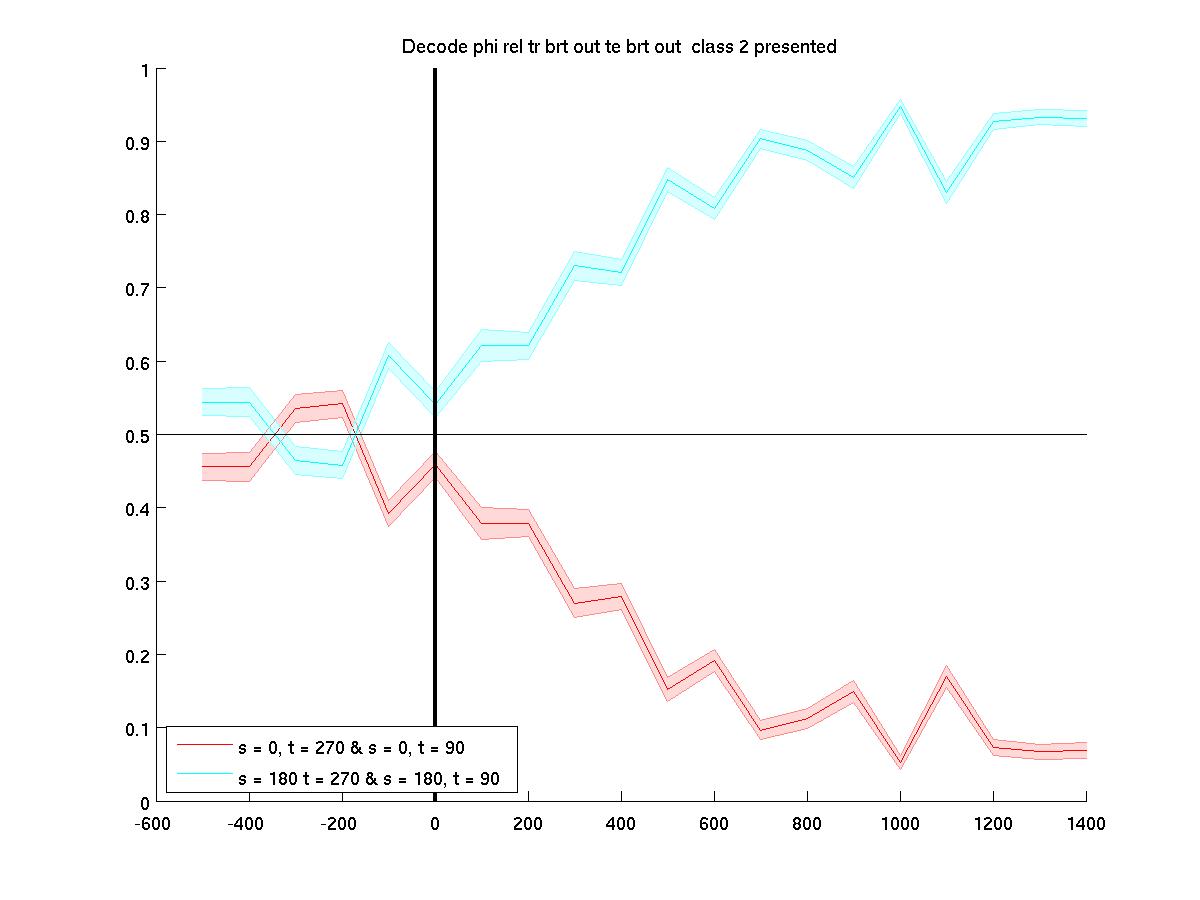 Decode phi rel tr brt out te brt out  class 2 presented
1
0.9
0.8
0.7
0.6
0.5
0.4
0.3
0.2
0.1
0
s = 0, t = 270 & s = 0, t = 90
s = 180 t = 270 & s = 180, t = 90
-600 -400 -200 0 200 400 600 800 1000 1200 1400